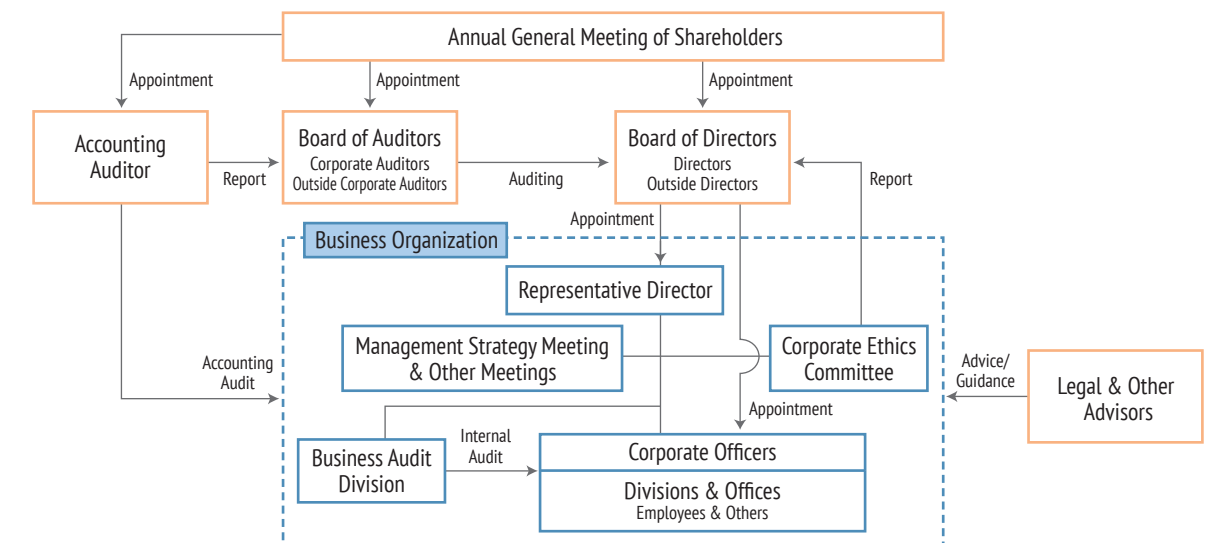 Annual General Meeting of Shareholders
Appointment
Appointment
Appointment
Accounting
Auditor
Report
Board of Auditors
Corporate Auditors
Outside Corporate Auditors
Auditing
Board of Directors
Directors
Outside Directors
Report
Appointment
Business Organization
Representative Director
Management Strategy Meeting
& Other Meetings
Corporate Ethics
Committee
Accounting
Audit
Advice/
Guidance
Legal & Other
Advisors
Appointment
Business Audit
Division
Internal
Audit
Corporate Officers
Divisions & Offices
Employees & Others